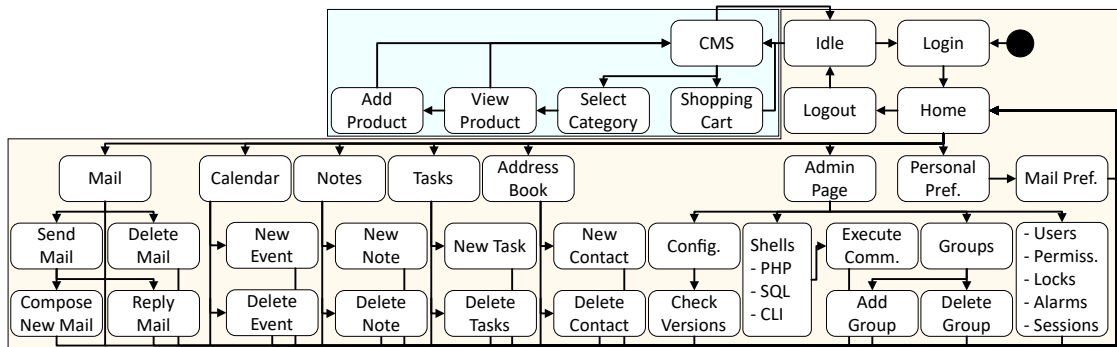 CMS
Idle
Login
Add
Product
View
Product
Select
Category
Shopping
Cart
Logout
Home
Mail
Calendar
Notes
Tasks
Address
Book
Admin
Page
Personal
Pref.
Mail Pref.
Send
Mail
Delete
Mail
New
Event
New
Note
New Task
New
Contact
Config.
Shells
- PHP
- SQL
- CLI
Execute
Comm.
Groups
- Users
- Permiss.
- Locks
- Alarms
- Sessions
Compose
New Mail
Reply
Mail
Delete
Event
Delete
Note
Delete
Tasks
Delete
Contact
Check
Versions
Add
Group
Delete
Group